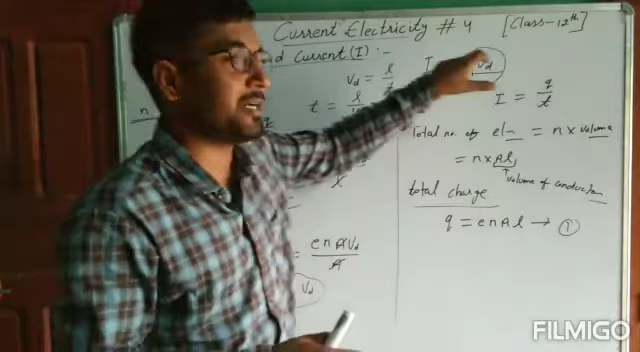 Current Electricity # 4 [Class-12th]
d Current (I) :-
n
Vd = l/t
t = l/
I
Vd
I = q/t
Total no. of els = n x volume
= n x Al
↑ volume of conductor
total charge
q = enAl → ①
= enAVd/A
Vd
FILMIGO